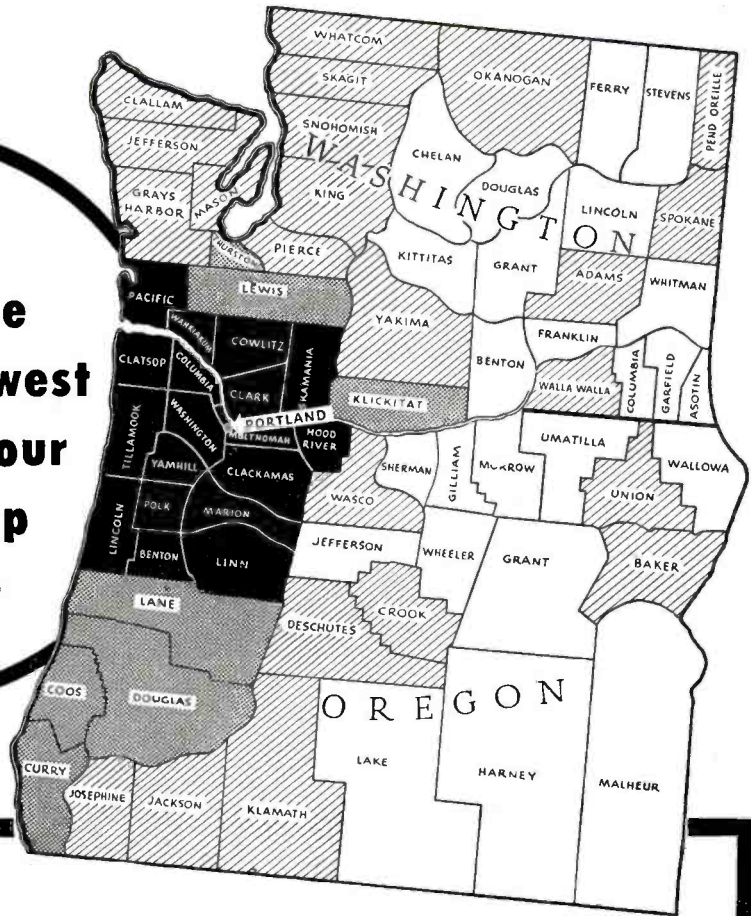 WHATCOM
OKANOGAN
FERRY
STEVENS
PEND OREILLE
SKAGIT
CLALLAM
SNOHOMISH
JEFFERSON
CHELAN
DOUGLAS
WASHINGTON
KING
MASON
GRAYS
HARBOR
LINCOLN
SPOKANE
THURSTON
PIERCE
KITTITAS
GRANT
ADAMS
WHITMAN
PACIFIC
LEWIS
YAKIMA
WAHKIAKUM
COWLITZ
FRANKLIN
BENTON
CLATSOP
COLUMBIA
CLARK
SKAMANIA
KLICKITAT
WALLA WALLA
COLUMBIA
GARFIELD
ASOTIN
PORTLAND
MULTNOMAH
HOOD
RIVER
WASHINGTON
TILLAMOOK
YAMHILL
CLACKAMAS
WASCO
SHERMAN
GILLIAM
MORROW
UMATILLA
UNION
WALLOWA
LINCOLN
POLK
MARION
BENTON
LINN
JEFFERSON
WHEELER
GRANT
BAKER
LANE
DESCHUTES
CROOK
COOS
DOUGLAS
OREGON
CURRY
JOSEPHINE
JACKSON
KLAMATH
LAKE
HARNEY
MALHEUR
e
west
our
p